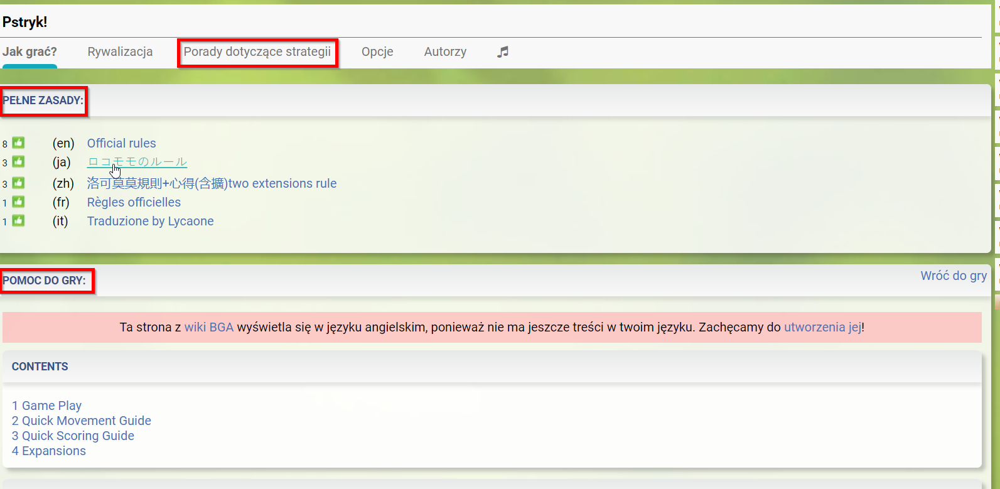 Pstryk!
Jak grać? Rywalizacja Porady dotyczące strategii Opcje Autorzy
PEŁNE ZASADY:
8 (en) Official rules
3 (ja) ロコモモのルール
3 (zh) 洛可莫莫規則+心得(含擴)two extensions rule
1 (fr) Règles officielles
1 (it) Traduzione by Lycaone
POMOC DO GRY: Wróć do gry
Ta strona z wiki BGA wyświetla się w języku angielskim, ponieważ nie ma jeszcze treści w twoim języku. Zachęcamy do utworzenia jej!
CONTENTS
1 Game Play
2 Quick Movement Guide
3 Quick Scoring Guide
4 Expansions